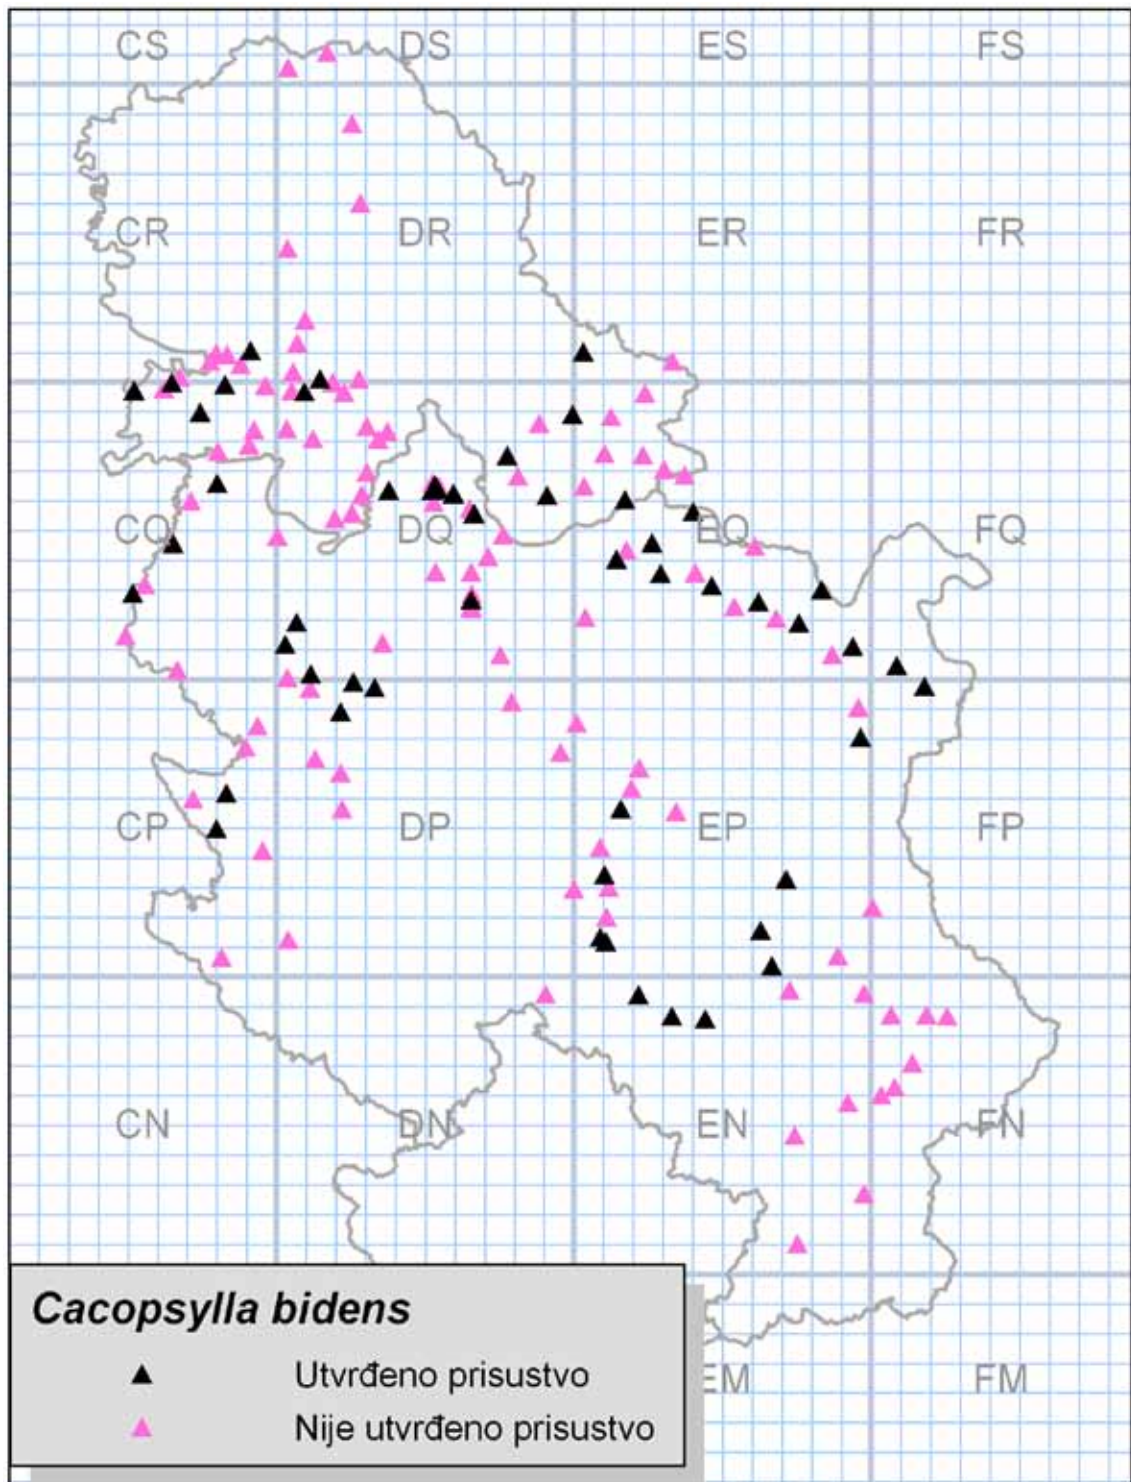 CS DS ES FS
CR DR ER FR
CQ DQ EQ FQ
CP DP EP FP
CN DN EN FN
EM FM
Cacopsylla bidens
Utvrđeno prisustvo
Nije utvrđeno prisustvo